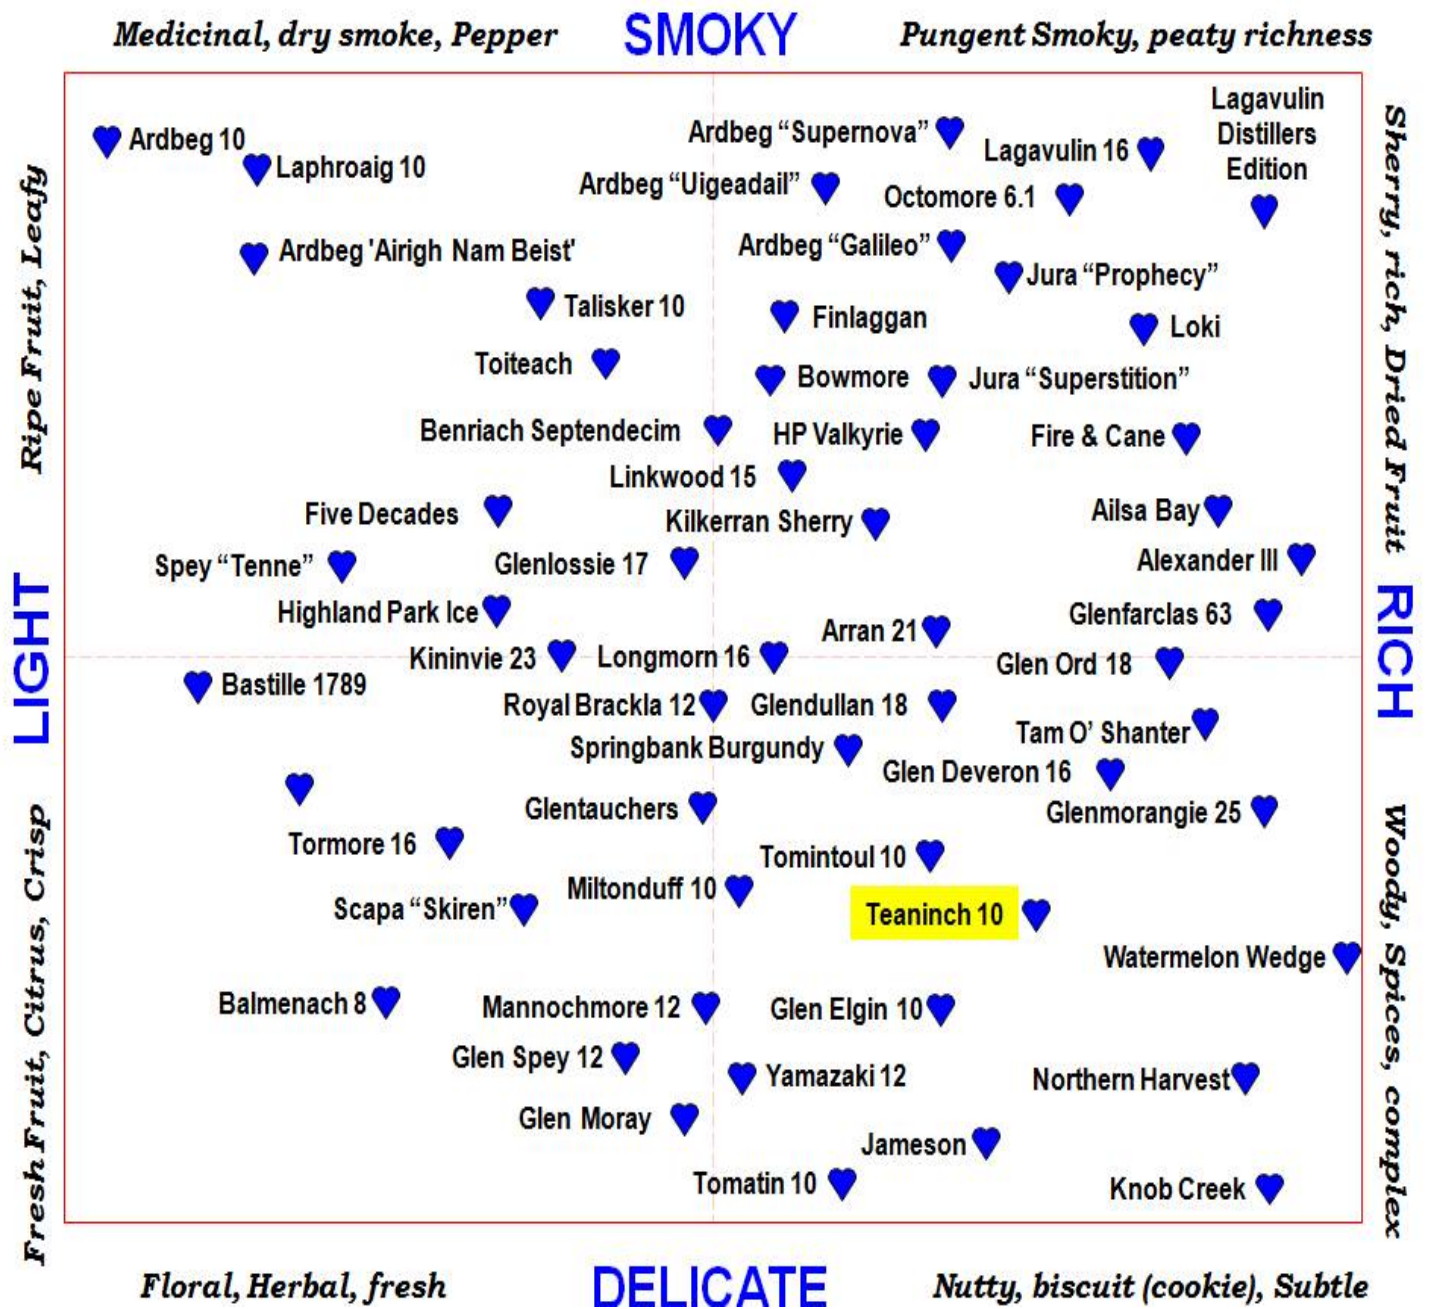 Medicinal, dry smoke, Pepper
SMOKY
Pungent Smoky, peaty richness
Ripe Fruit, Leafy
LIGHT
Fresh Fruit, Citrus, Crisp
Sherry, rich, Dried Fruit
RICH
Woody, Spices, complex
Ardbeg 10
Laphroaig 10
Ardbeg “Supernova”
Lagavulin 16
Lagavulin
Distillers
Edition
Ardbeg “Uigeadail”
Octomore 6.1
Ardbeg 'Airigh Nam Beist'
Ardbeg “Galileo”
Jura “Prophecy”
Talisker 10
Finlaggan
Loki
Toiteach
Bowmore
Jura “Superstition”
Benriach Septendecim
HP Valkyrie
Fire & Cane
Linkwood 15
Five Decades
Kilkerran Sherry
Ailsa Bay
Spey “Tenne”
Glenlossie 17
Alexander III
Highland Park Ice
Arran 21
Glenfarclas 63
Kininvie 23
Longmorn 16
Glen Ord 18
Bastille 1789
Royal Brackla 12
Glendullan 18
Tam O’ Shanter
Springbank Burgundy
Glen Deveron 16
Glentauchers
Glenmorangie 25
Tormore 16
Tomintoul 10
Miltonduff 10
Scapa “Skiren”
Teaninch 10
Watermelon Wedge
Balmenach 8
Mannochmore 12
Glen Elgin 10
Glen Spey 12
Yamazaki 12
Northern Harvest
Glen Moray
Jameson
Tomatin 10
Knob Creek
Floral, Herbal, fresh
DELICATE
Nutty, biscuit (cookie), Subtle